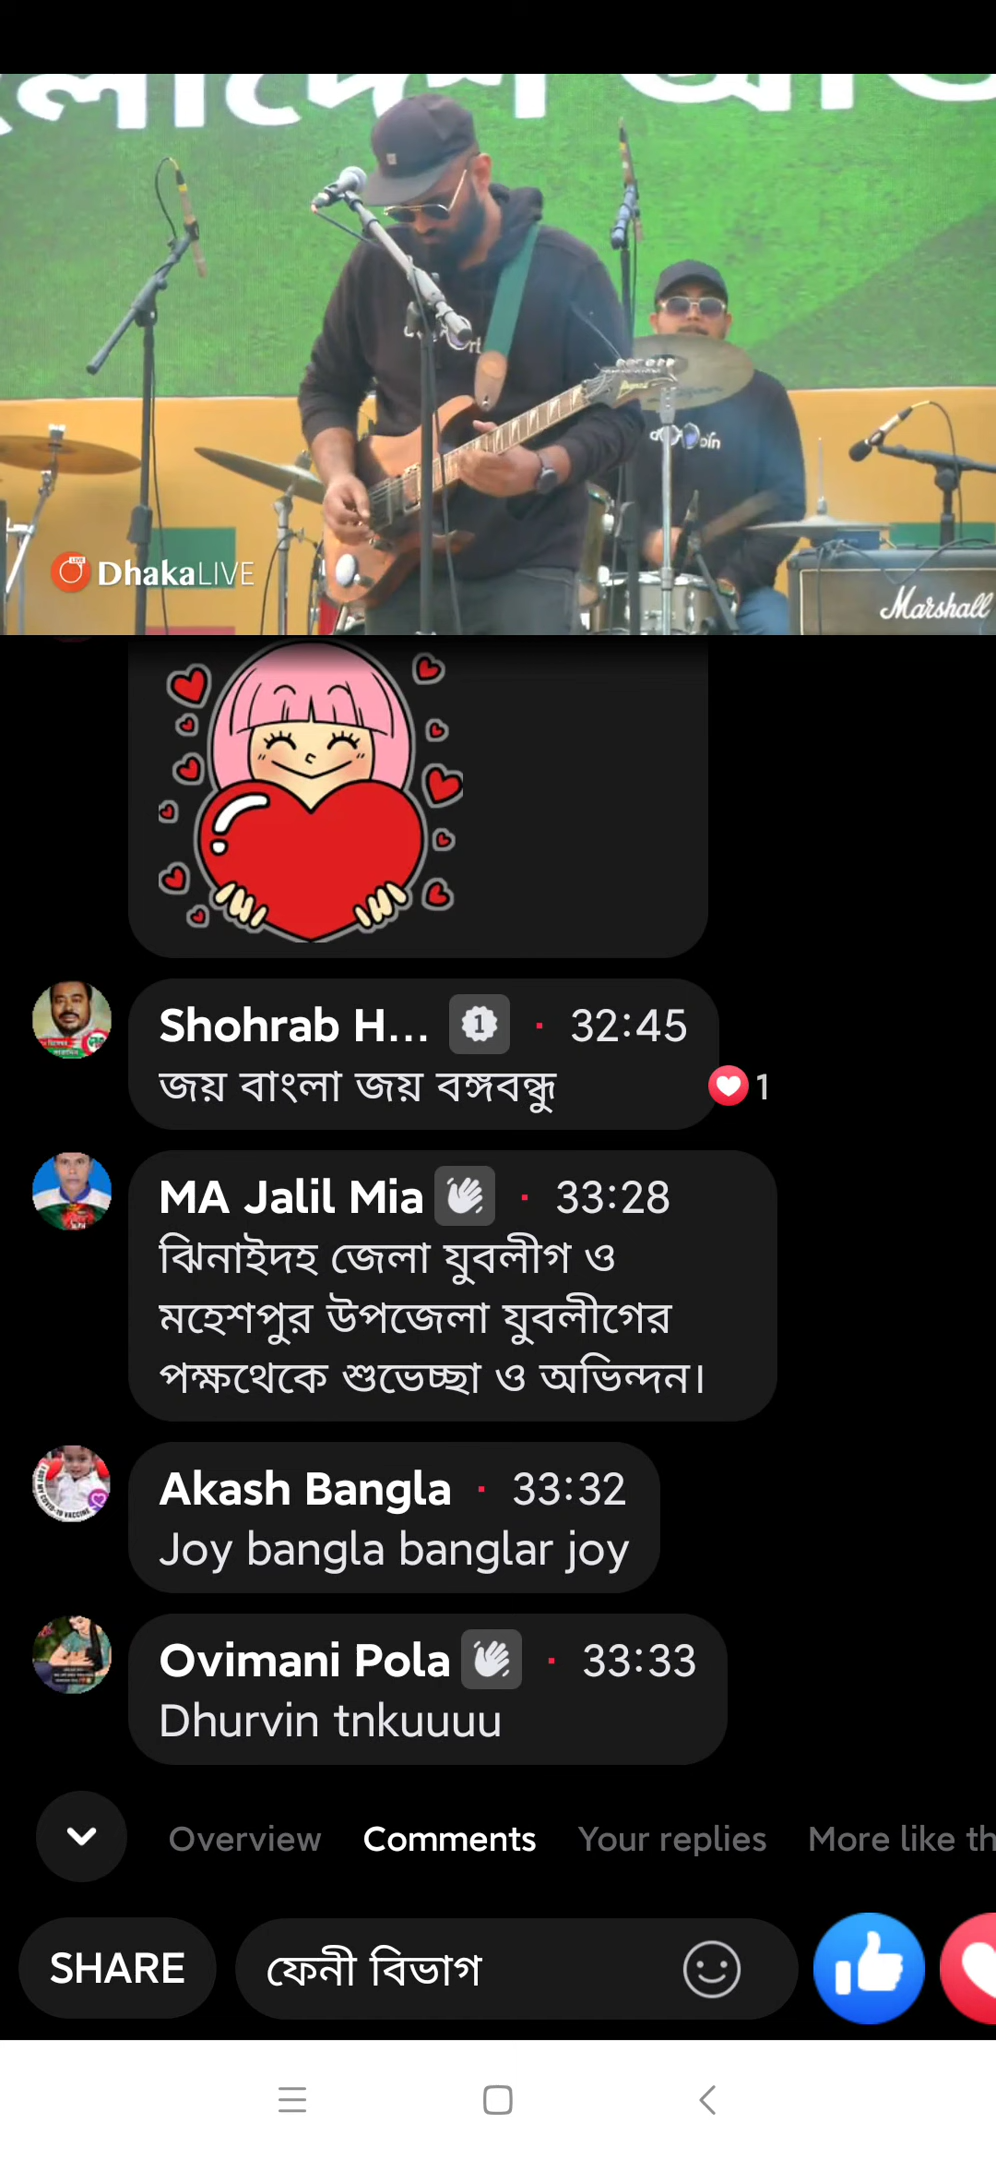 DhakaLIVE
Marshall
Shohrab H... 1 · 32:45
জয় বাংলা জয় বঙ্গবন্ধু
1
MA Jalil Mia · 33:28
ঝিনাইদহ জেলা যুবলীগ ও
মহেশপুর উপজেলা যুবলীগের
পক্ষথেকে শুভেচ্ছা ও অভিন্দন।
Akash Bangla · 33:32
Joy bangla banglar joy
Ovimani Pola · 33:33
Dhurvin tnkuuuu
Overview Comments Your replies More like th
SHARE ফেনী বিভাগ